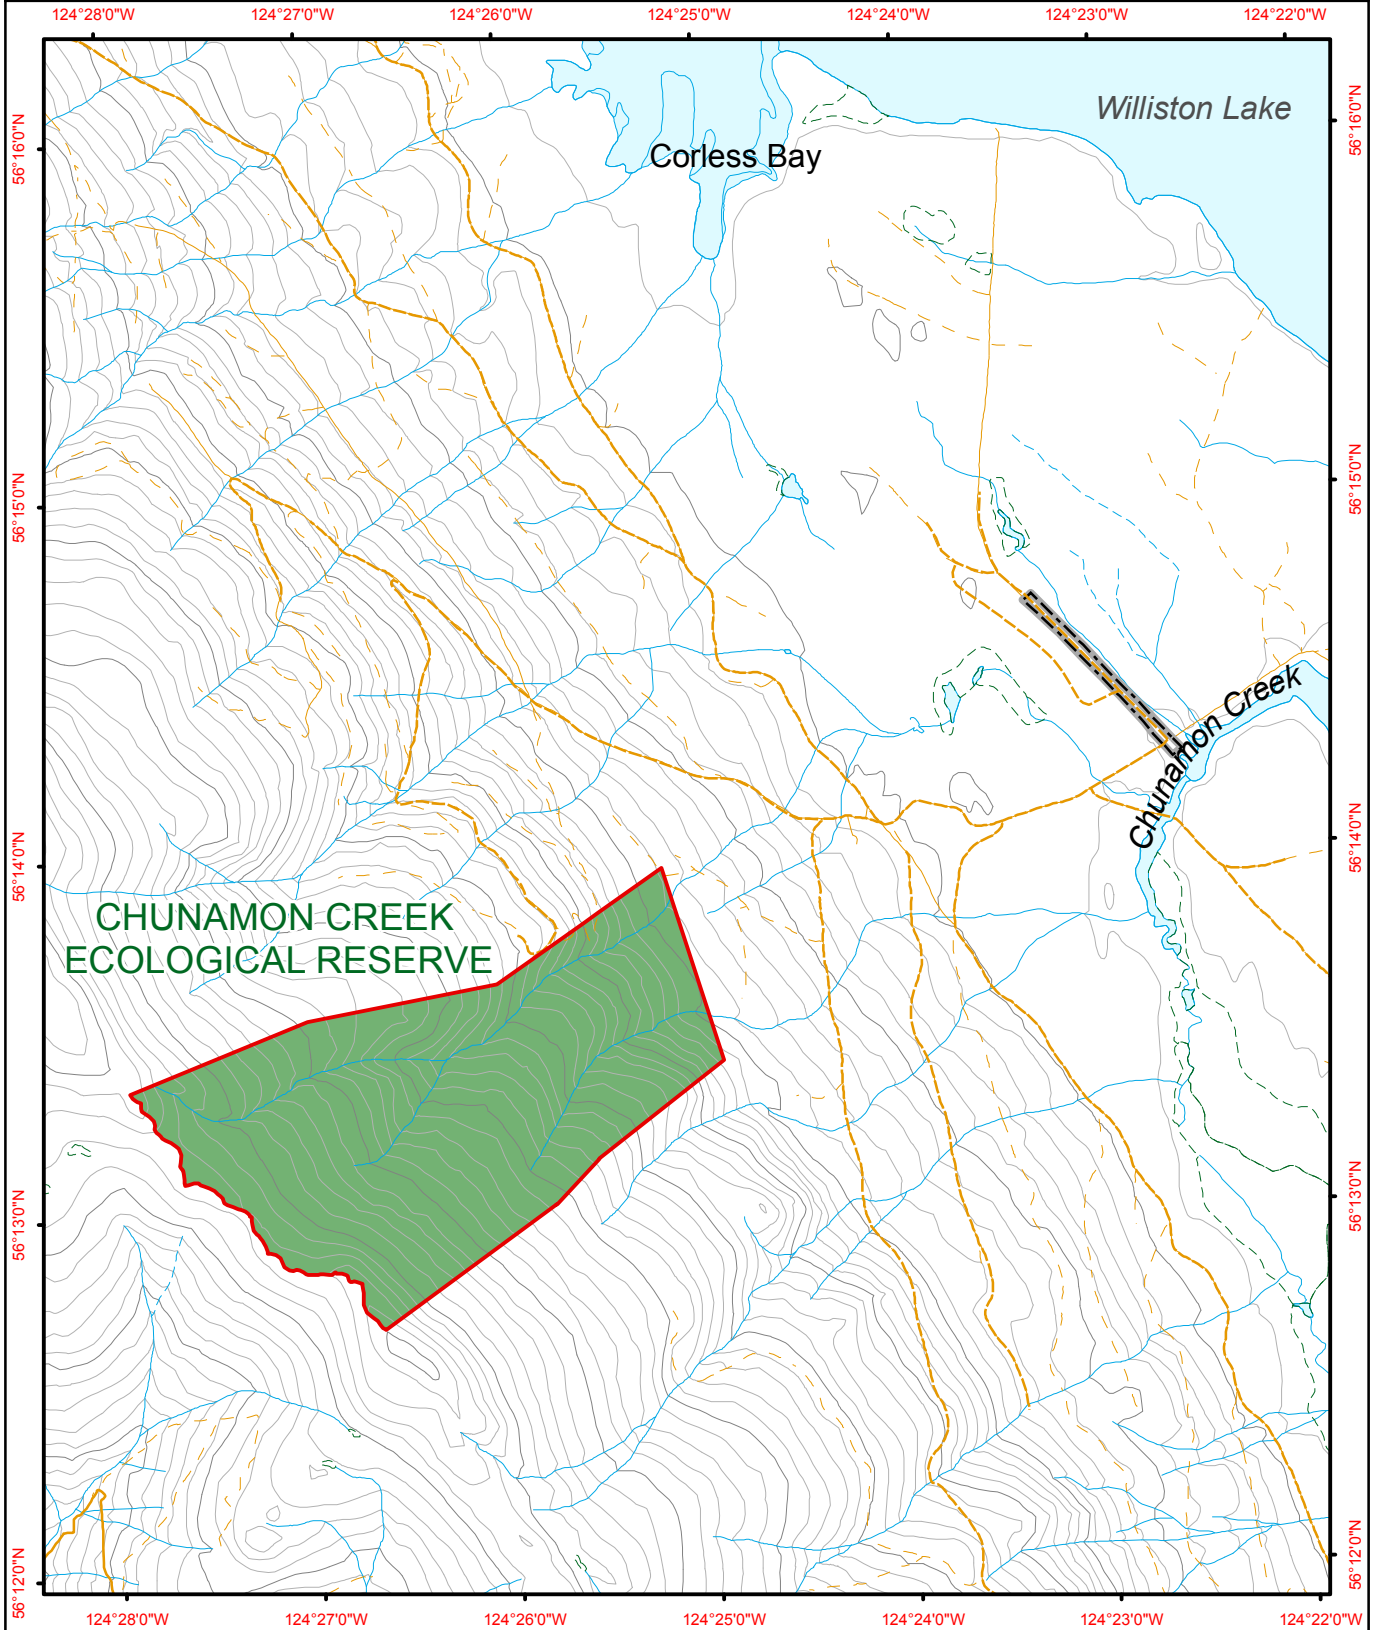 124°28'0"W 124°27'0"W 124°26'0"W 124°25'0"W 124°24'0"W 124°23'0"W 124°22'0"W
56°16'0"N
56°16'0"N
Williston Lake
Corless Bay
56°15'0"N
56°15'0"N
Chunamon Creek
56°14'0"N
56°14'0"N
CHUNAMON CREEK
ECOLOGICAL RESERVE
56°13'0"N
56°13'0"N
56°12'0"N
56°12'0"N
124°28'0"W 124°27'0"W 124°26'0"W 124°25'0"W 124°24'0"W 124°23'0"W 124°22'0"W